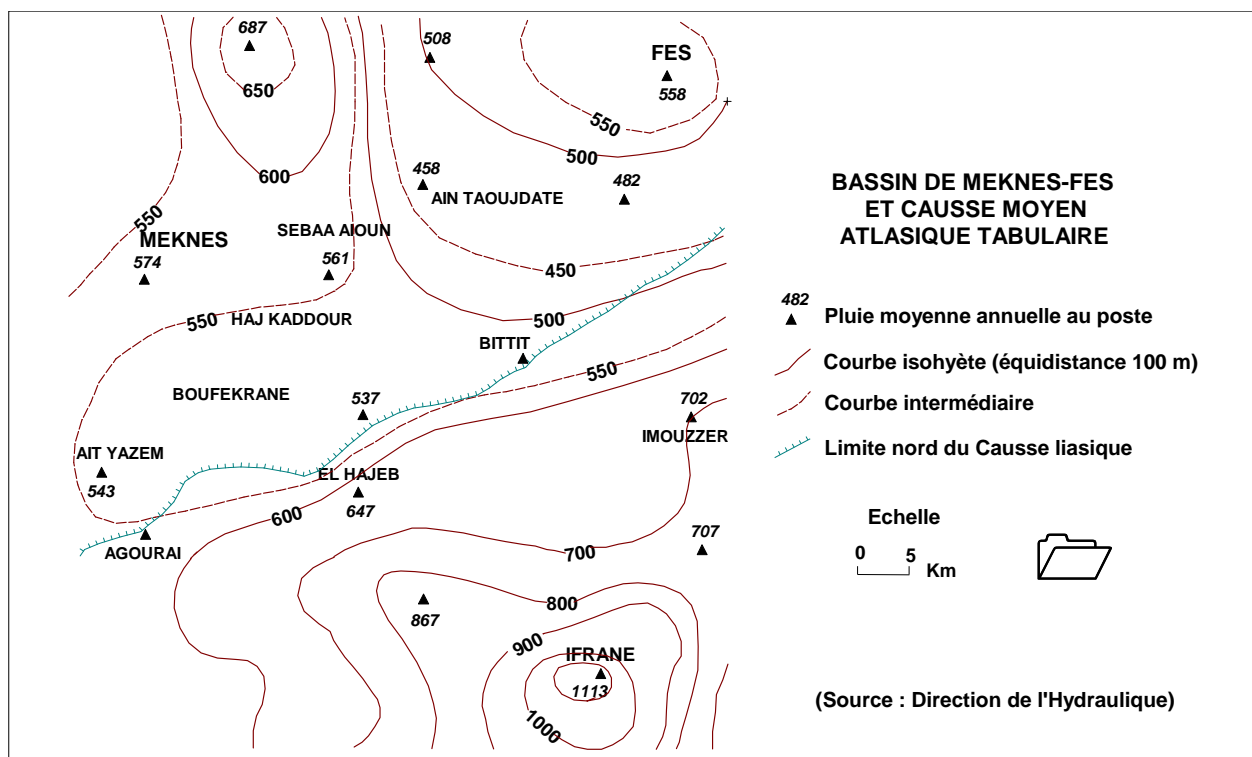 687
508
FES
558
650
550
500
600
458
482
AIN TAOUJDATE
550
MEKNES
SEBAA AIOUN
574
561
450
550
HAJ KADDOUR
500
BITTIT
550
BOUFEKRANE
537
702
IMOUZZER
AIT YAZEM
543
EL HAJEB
647
600
AGOURAI
700
707
800
867
900
IFRANE
1113
1000
BASSIN DE MEKNES-FES
ET CAUSSE MOYEN
ATLASIQUE TABULAIRE
482
Pluie moyenne annuelle au poste
Courbe isohyète (équidistance 100 m)
Courbe intermédiaire
Limite nord du Causse liasique
Echelle
0 5
Km
(Source : Direction de l'Hydraulique)